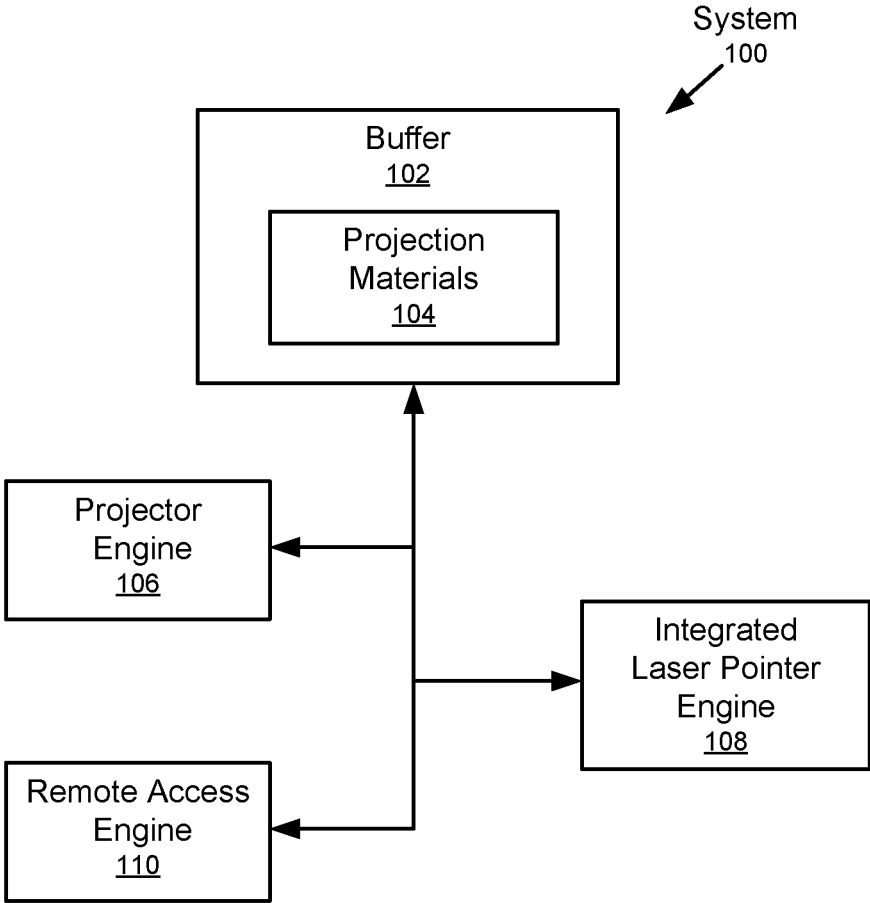 System
100
Buffer
102
Projection
Materials
104
Projector
Engine
106
Integrated
Laser Pointer
Engine
108
Remote Access
Engine
110